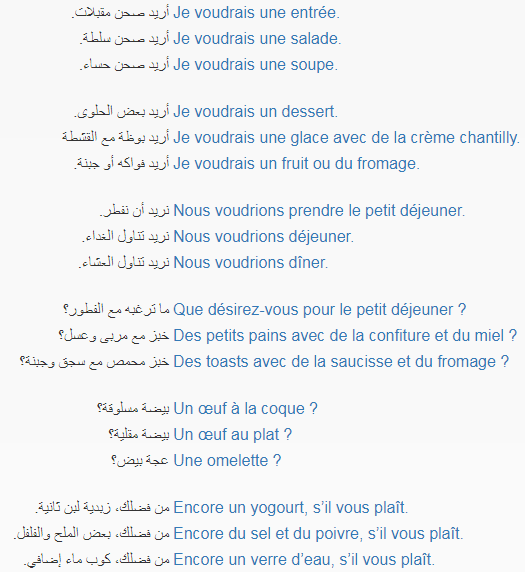 أريد صحن مقبلات. Je voudrais une entrée.
أريد صحن سلطة. Je voudrais une salade.
أريد صحن حساء. Je voudrais une soupe.
أريد بعض الحلوى. Je voudrais un dessert.
أريد بوظة مع القشطة Je voudrais une glace avec de la crème chantilly.
أريد فواكه أو جبنة. Je voudrais un fruit ou du fromage.
نريد أن نفطر. Nous voudrions prendre le petit déjeuner.
نريد تناول الغداء. Nous voudrions déjeuner.
نريد تناول العشاء. Nous voudrions dîner.
ما ترغبه مع الفطور؟ Que désirez-vous pour le petit déjeuner ?
خبز مع مربى وعسل؟ Des petits pains avec de la confiture et du miel ?
خبز محمص مع سجق وجبنة؟ Des toasts avec de la saucisse et du fromage ?
بيضة مسلوقة؟ Un œuf à la coque ?
بيضة مقلية؟ Un œuf au plat ?
عجة بيض؟ Une omelette ?
من فضلك، زبدية لبن ثانية. Encore un yogourt, s’il vous plaît.
من فضلك، بعض الملح والفلفل. Encore du sel et du poivre, s’il vous plaît.
من فضلك، كوب ماء إضافي. Encore un verre d’eau, s’il vous plaît.